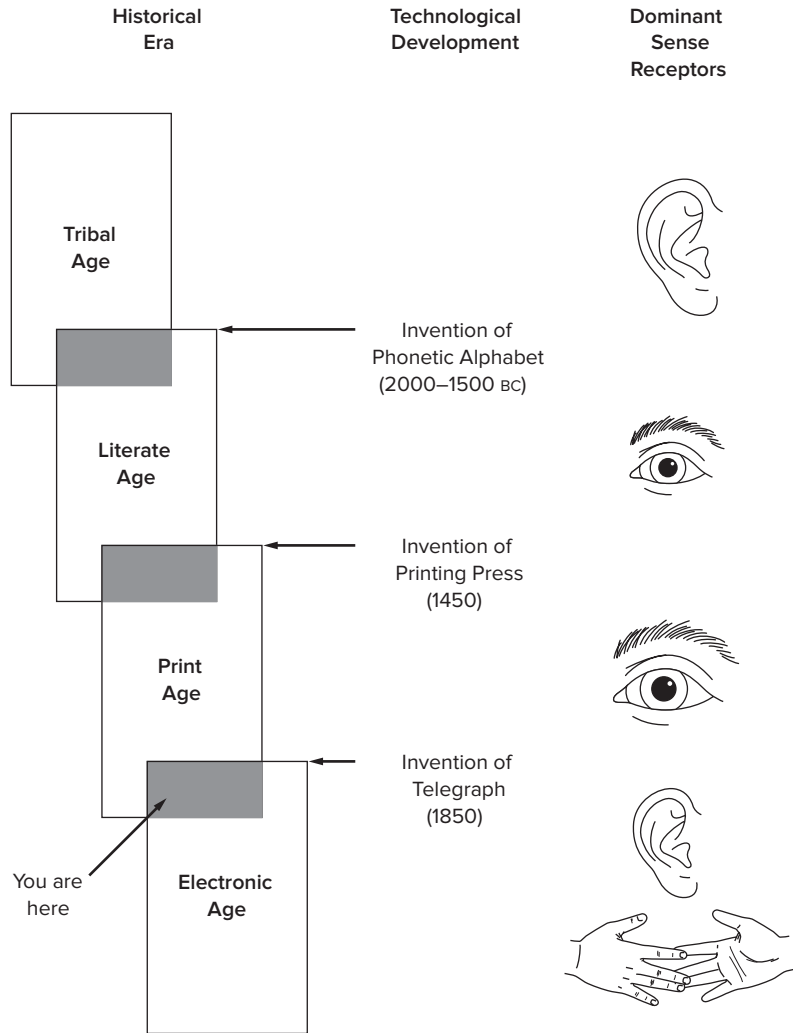 Historical
Era
Technological
Development
Dominant
Sense
Receptors
Tribal
Age
Invention of
Phonetic Alphabet
(2000–1500 BC)
Literate
Age
Invention of
Printing Press
(1450)
Print
Age
Invention of
Telegraph
(1850)
You are
here
Electronic
Age